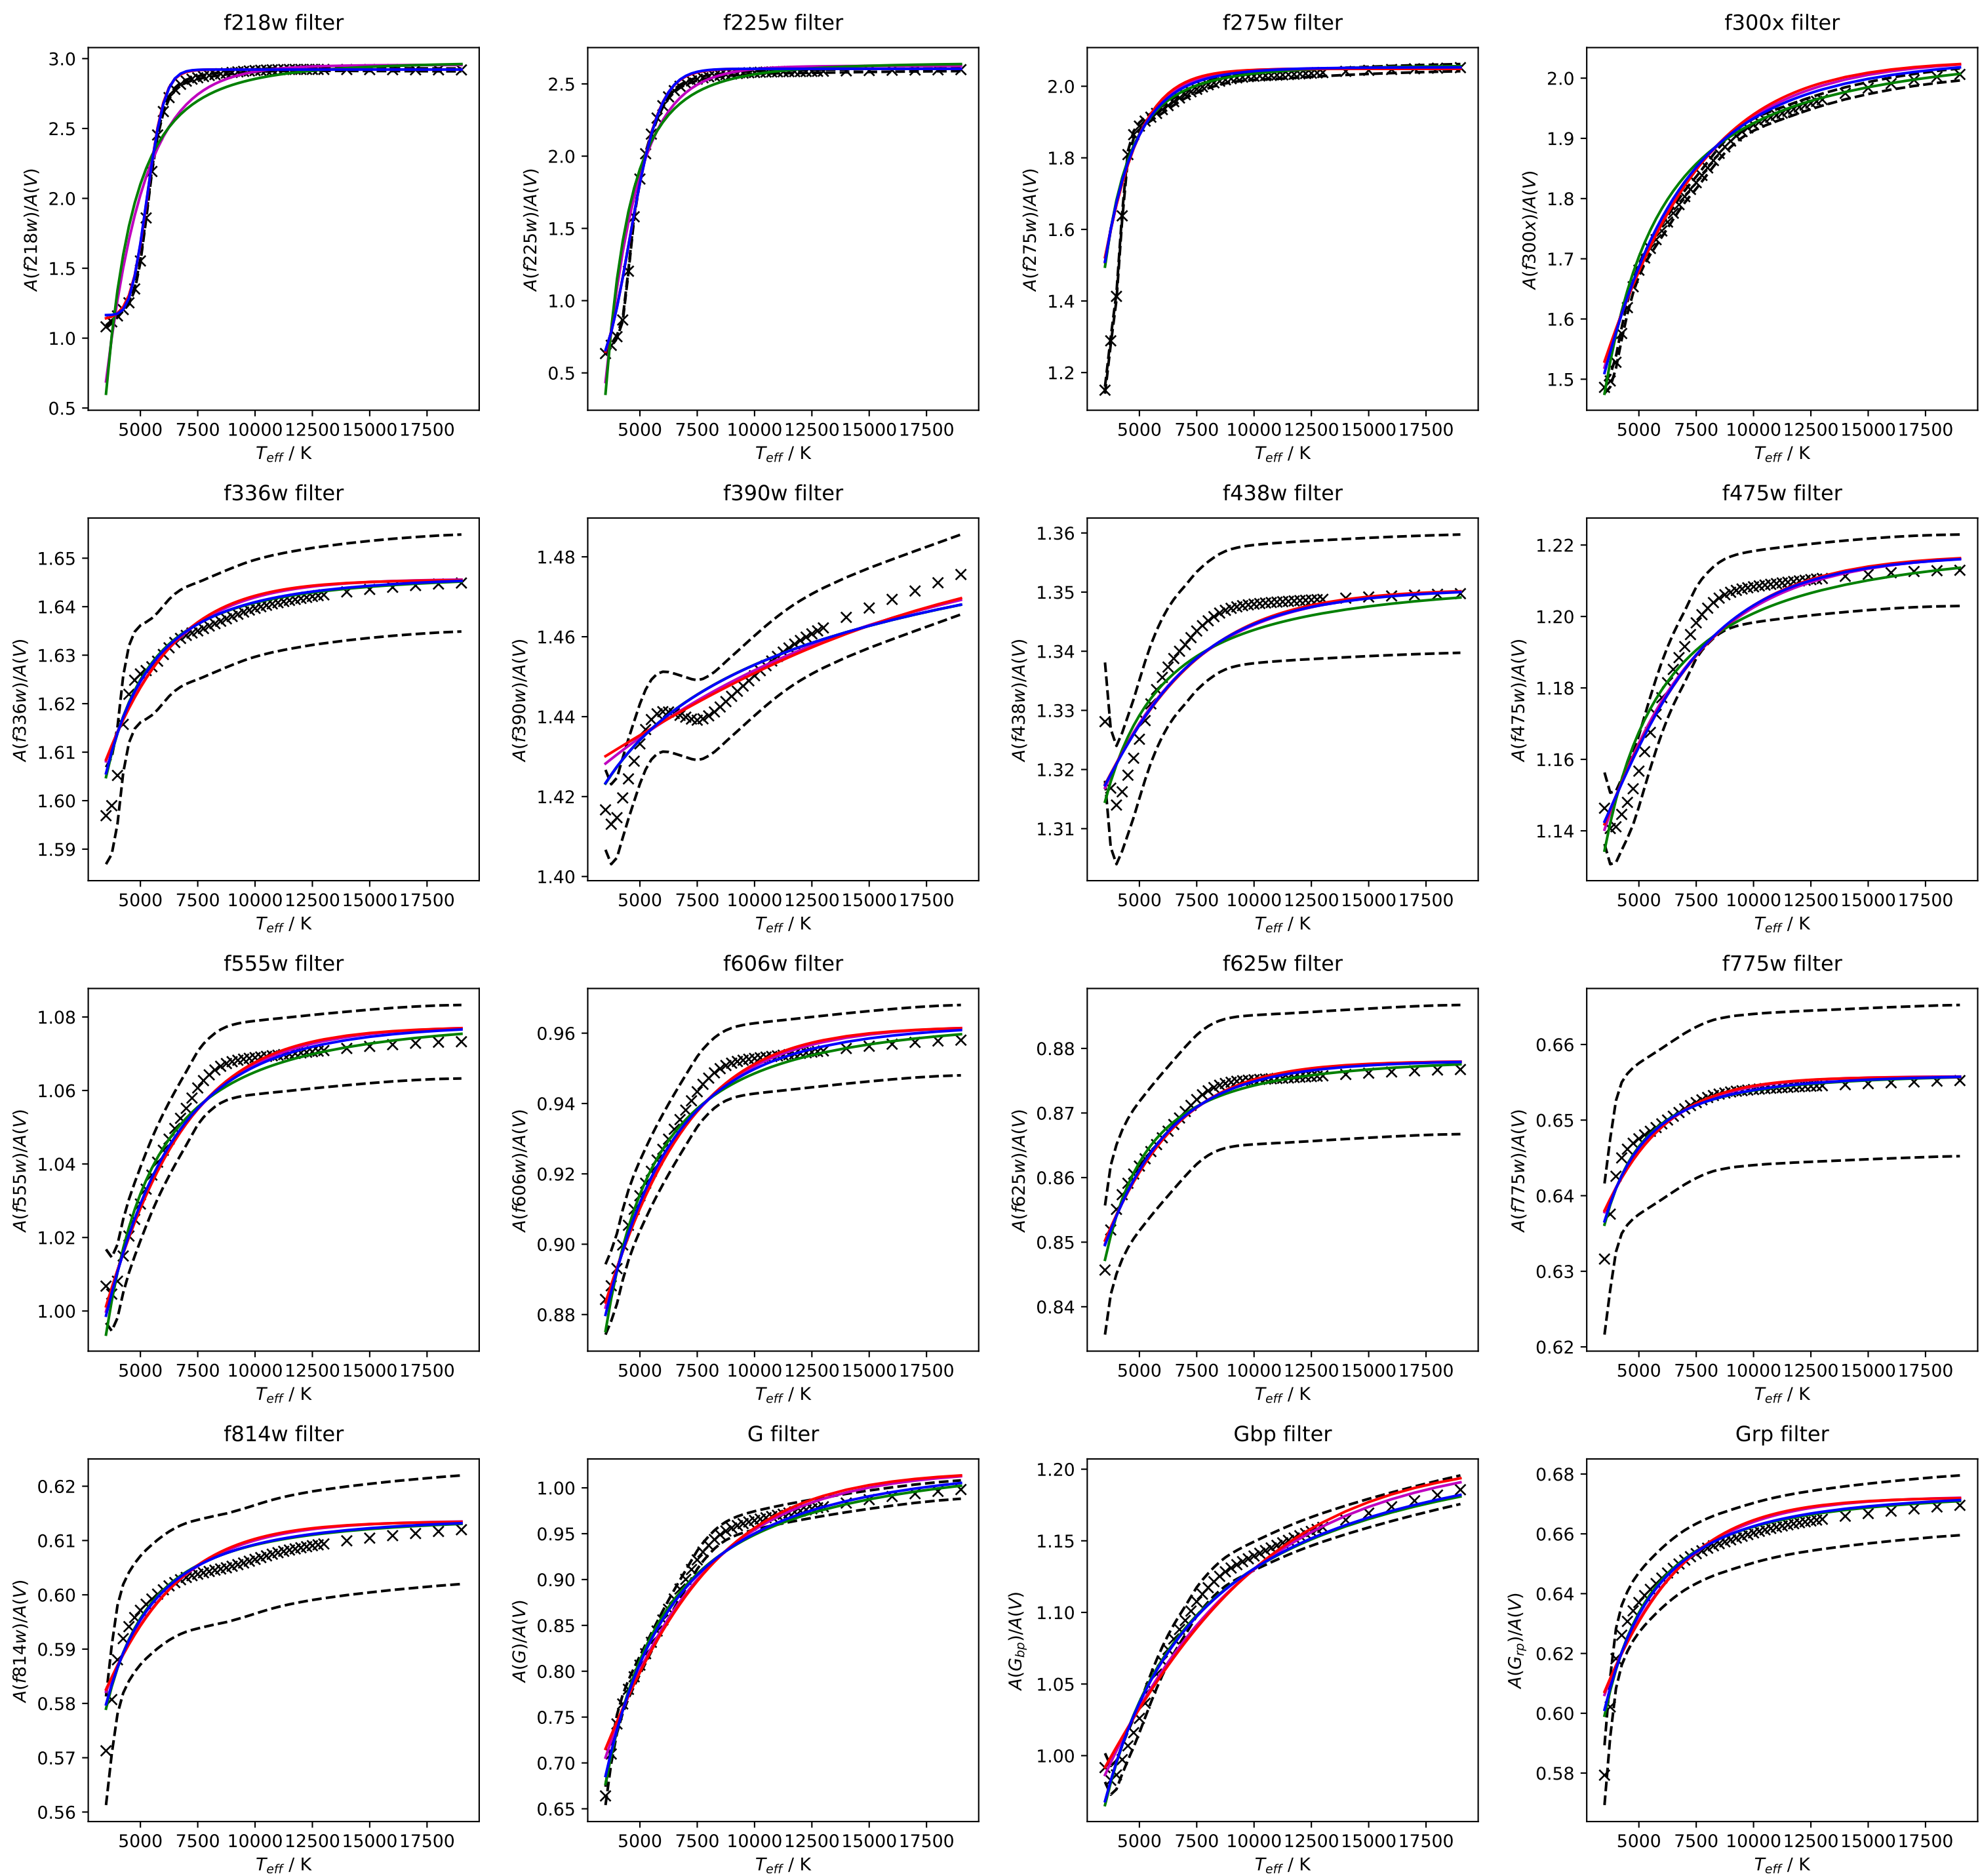 f218w filter
f225w filter
f275w filter
f300x filter
3.0
2.5
2.0
1.5
1.0
0.5
A(f218w)/A(V)
5000 7500 10000 12500 15000 17500
T_eff / K
2.5
2.0
1.5
1.0
0.5
A(f225w)/A(V)
5000 7500 10000 12500 15000 17500
T_eff / K
2.0
1.8
1.6
1.4
1.2
A(f275w)/A(V)
5000 7500 10000 12500 15000 17500
T_eff / K
2.0
1.9
1.8
1.7
1.6
1.5
A(f300x)/A(V)
5000 7500 10000 12500 15000 17500
T_eff / K
f336w filter
f390w filter
f438w filter
f475w filter
1.65
1.64
1.63
1.62
1.61
1.60
1.59
A(f336w)/A(V)
5000 7500 10000 12500 15000 17500
T_eff / K
1.48
1.46
1.44
1.42
1.40
A(f390w)/A(V)
5000 7500 10000 12500 15000 17500
T_eff / K
1.36
1.35
1.34
1.33
1.32
1.31
A(f438w)/A(V)
5000 7500 10000 12500 15000 17500
T_eff / K
1.22
1.20
1.18
1.16
1.14
A(f475w)/A(V)
5000 7500 10000 12500 15000 17500
T_eff / K
f555w filter
f606w filter
f625w filter
f775w filter
1.08
1.06
1.04
1.02
1.00
A(f555w)/A(V)
5000 7500 10000 12500 15000 17500
T_eff / K
0.96
0.94
0.92
0.90
0.88
A(f606w)/A(V)
5000 7500 10000 12500 15000 17500
T_eff / K
0.88
0.87
0.86
0.85
0.84
A(f625w)/A(V)
5000 7500 10000 12500 15000 17500
T_eff / K
0.66
0.65
0.64
0.63
0.62
A(f775w)/A(V)
5000 7500 10000 12500 15000 17500
T_eff / K
f814w filter
G filter
Gbp filter
Grp filter
0.62
0.61
0.60
0.59
0.58
0.57
0.56
A(f814w)/A(V)
5000 7500 10000 12500 15000 17500
T_eff / K
1.00
0.95
0.90
0.85
0.80
0.75
0.70
0.65
A(G)/A(V)
5000 7500 10000 12500 15000 17500
T_eff / K
1.20
1.15
1.10
1.05
1.00
A(G_bp)/A(V)
5000 7500 10000 12500 15000 17500
T_eff / K
0.68
0.66
0.64
0.62
0.60
0.58
A(G_rp)/A(V)
5000 7500 10000 12500 15000 17500
T_eff / K